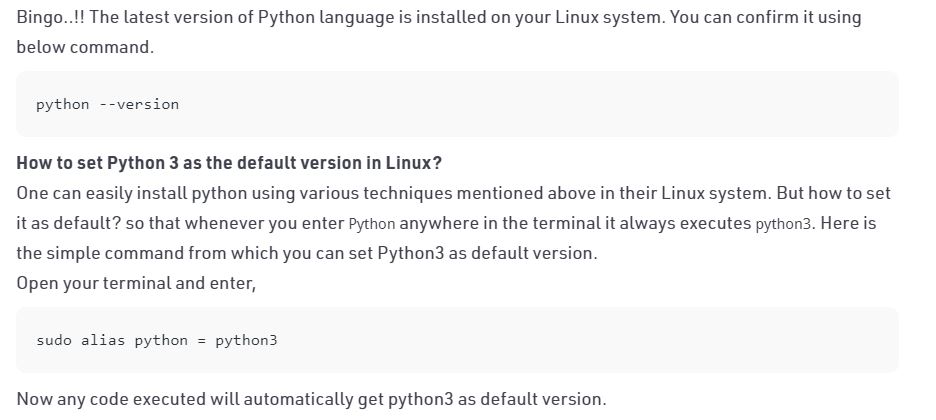 Bingo..!! The latest version of Python language is installed on your Linux system. You can confirm it using
below command.
python --version
How to set Python 3 as the default version in Linux?
One can easily install python using various techniques mentioned above in their Linux system. But how to set
it as default? so that whenever you enter Python anywhere in the terminal it always executes python3. Here is
the simple command from which you can set Python3 as default version.
Open your terminal and enter,
sudo alias python = python3
Now any code executed will automatically get python3 as default version.